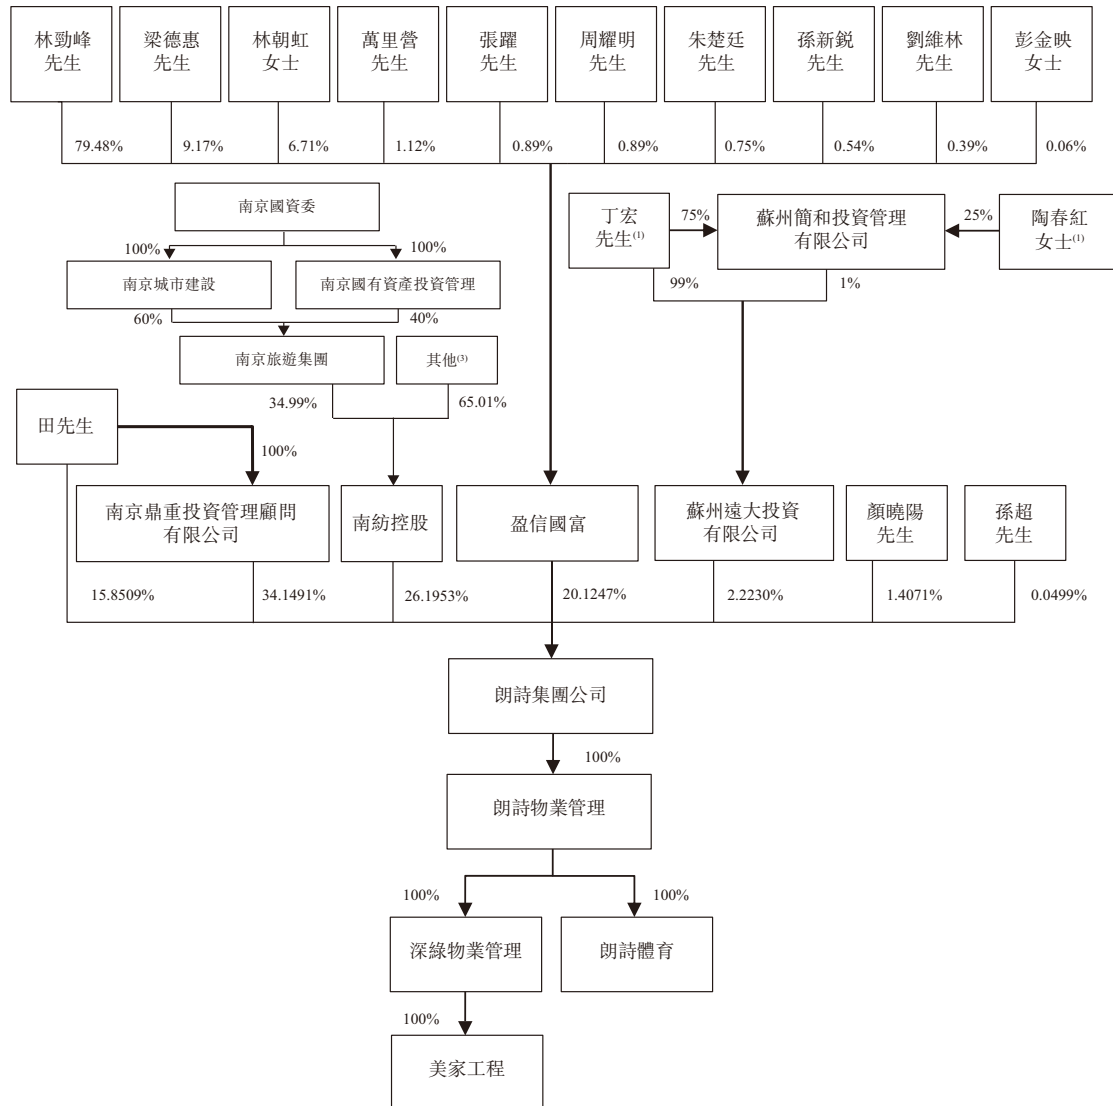 林勁峰
先生
梁德惠
先生
林朝虹
女士
萬里營
先生
張躍
先生
周耀明
先生
朱楚廷
先生
孫新銳
先生
劉維林
先生
彭金映
女士
79.48%
9.17%
6.71%
1.12%
0.89%
0.89%
0.75%
0.54%
0.39%
0.06%
南京國資委
丁宏
先生(1)
75%
蘇州簡和投資管理
有限公司
25%
陶春紅
女士(1)
100%
100%
南京城市建設
南京國有資產投資管理
99%
1%
60%
40%
南京旅遊集團
其他(3)
34.99%
65.01%
田先生
100%
南京鼎重投資管理顧問
有限公司
南紡控股
盈信國富
蘇州遠大投資
有限公司
顏曉陽
先生
孫超
先生
15.8509%
34.1491%
26.1953%
20.1247%
2.2230%
1.4071%
0.0499%
朗詩集團公司
100%
朗詩物業管理
100%
100%
深綠物業管理
朗詩體育
100%
美家工程